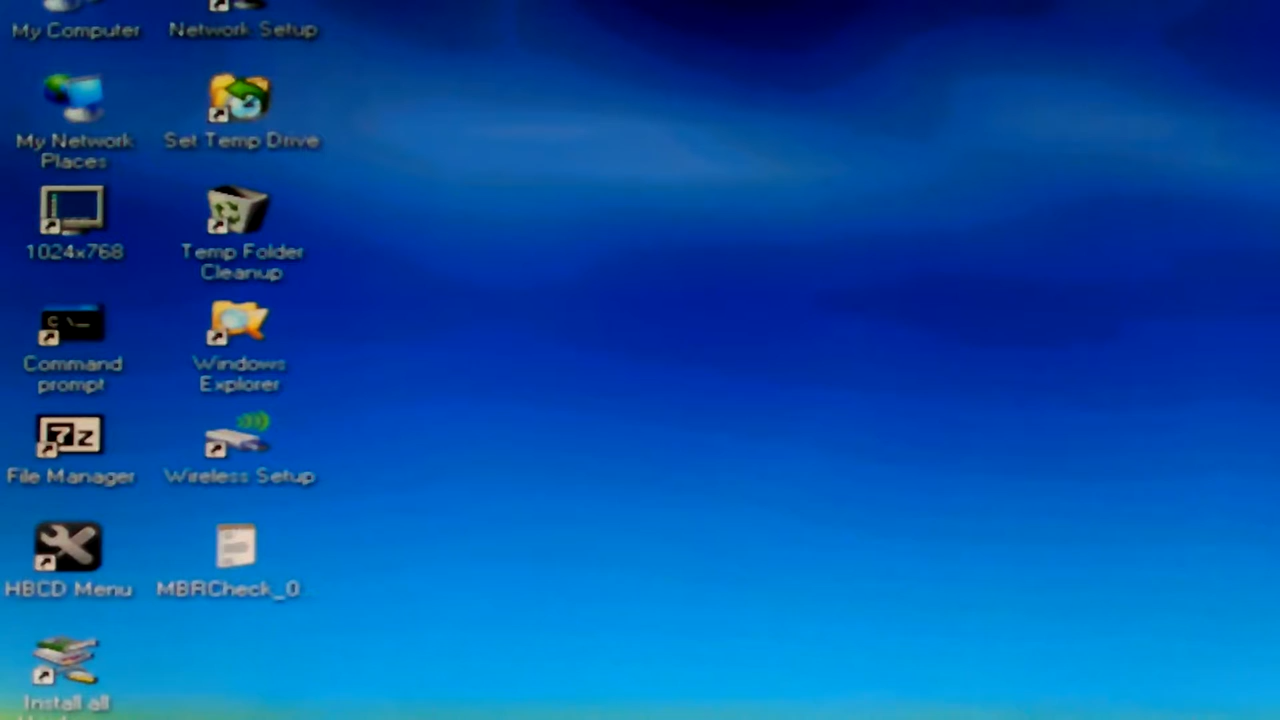 My Computer
Network Setup
My Network
Places
Set Temp Drive
1024x768
Temp Folder
Cleanup
C:\_
Command
prompt
Windows
Explorer
7z
File Manager
Wireless Setup
HBCD Menu
MBRCheck_0
Install all